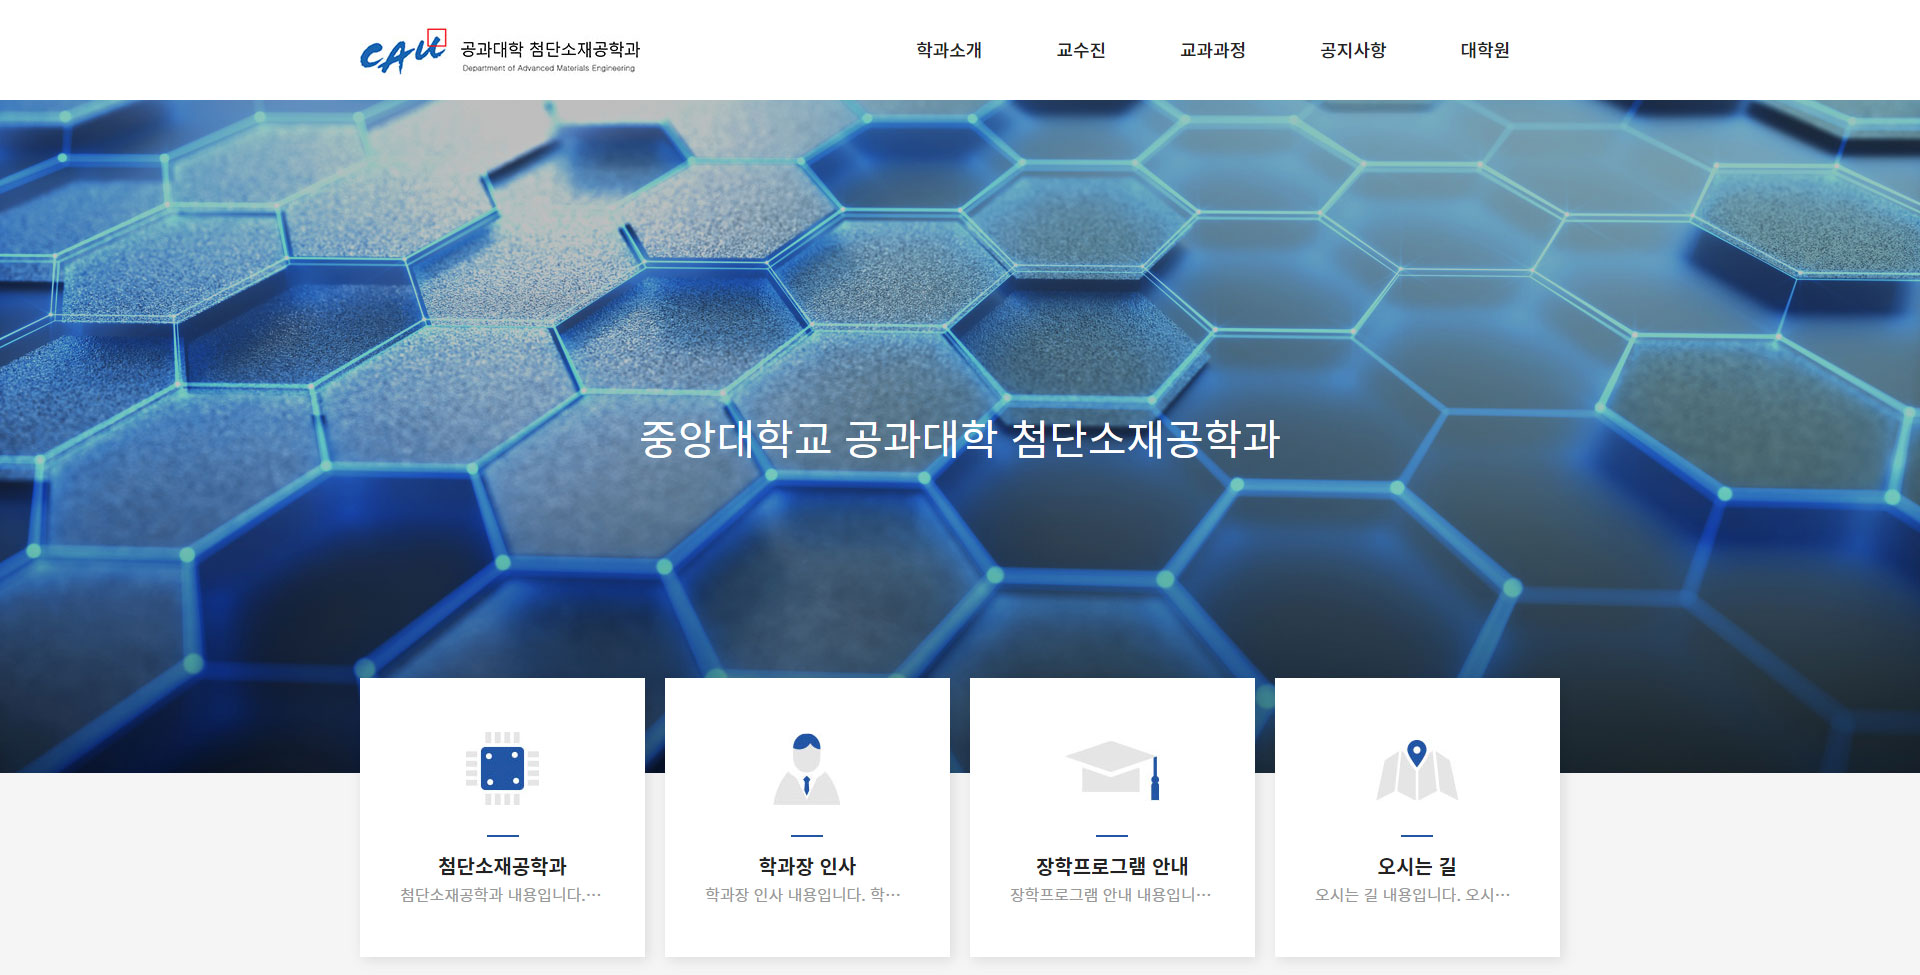 CAU 공과대학 첨단소재공학과
Department of Advanced Materials Engineering
학과소개 교수진 교과과정 공지사항 대학원
중앙대학교 공과대학 첨단소재공학과
첨단소재공학과
첨단소재공학과 내용입니다.…
학과장 인사
학과장 인사 내용입니다. 학…
장학프로그램 안내
장학프로그램 안내 내용입니…
오시는 길
오시는 길 내용입니다. 오시…